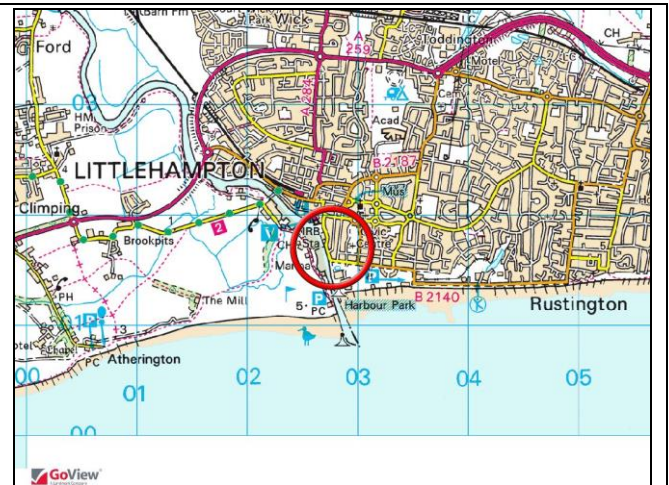 Park Wick
Toddington
LC
CH
Ford
A 259
Motel
03
HM Prison
A 284
Acad
B 2187
LITTLEHAMPTON
Mus
Climping
2
Brookpits
1
V
CH
Sta
Centre
Marina
P
PH
The Mill
P
5
PC
Harbour Park
B 2140
Rustington
P
3
PC
Atherington
00
01
02
03
04
05
00
GoView